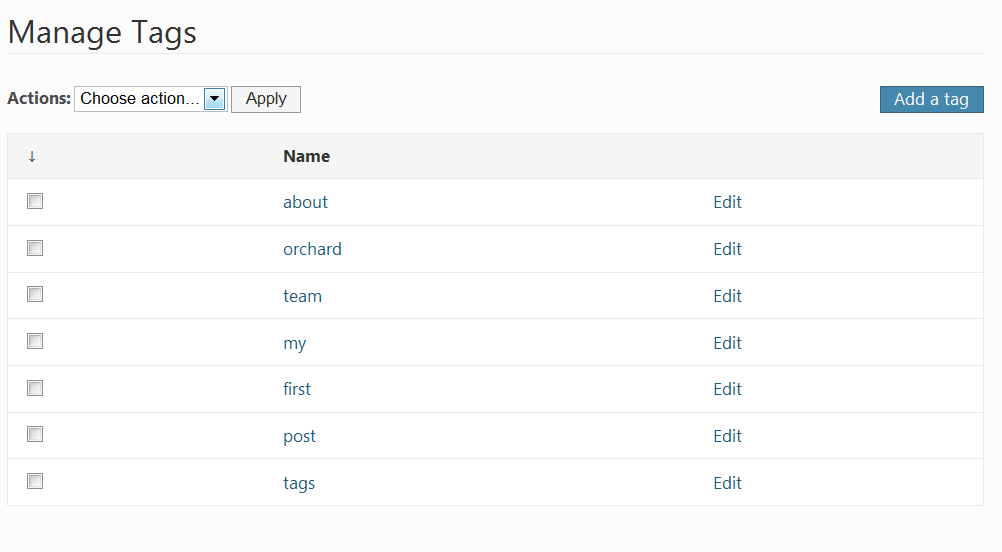 Manage Tags
Actions: Choose action... Apply Add a tag
↓ Name
about Edit
orchard Edit
team Edit
my Edit
first Edit
post Edit
tags Edit